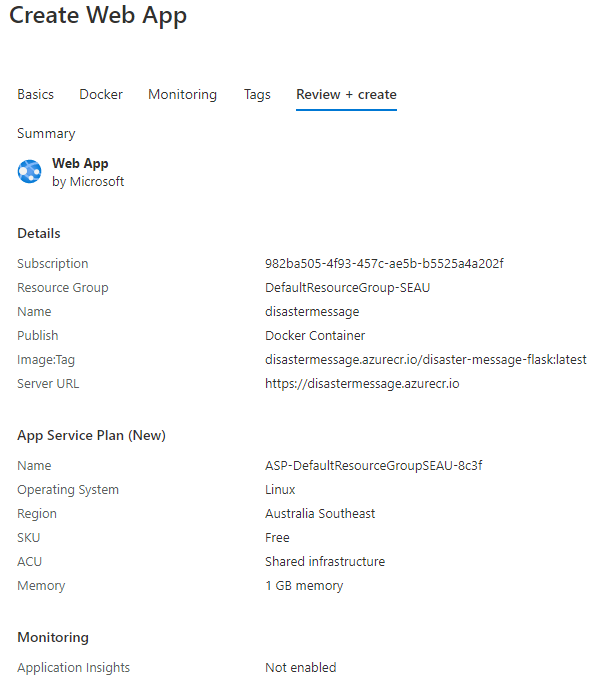 Create Web App
Basics Docker Monitoring Tags Review + create
Summary
Web App
by Microsoft
Details
Subscription 982ba505-4f93-457c-ae5b-b5525a4a202f
Resource Group DefaultResourceGroup-SEAU
Name disastermessage
Publish Docker Container
Image:Tag disastermessage.azurecr.io/disaster-message-flask:latest
Server URL https://disastermessage.azurecr.io
App Service Plan (New)
Name ASP-DefaultResourceGroupSEAU-8c3f
Operating System Linux
Region Australia Southeast
SKU Free
ACU Shared infrastructure
Memory 1 GB memory
Monitoring
Application Insights Not enabled